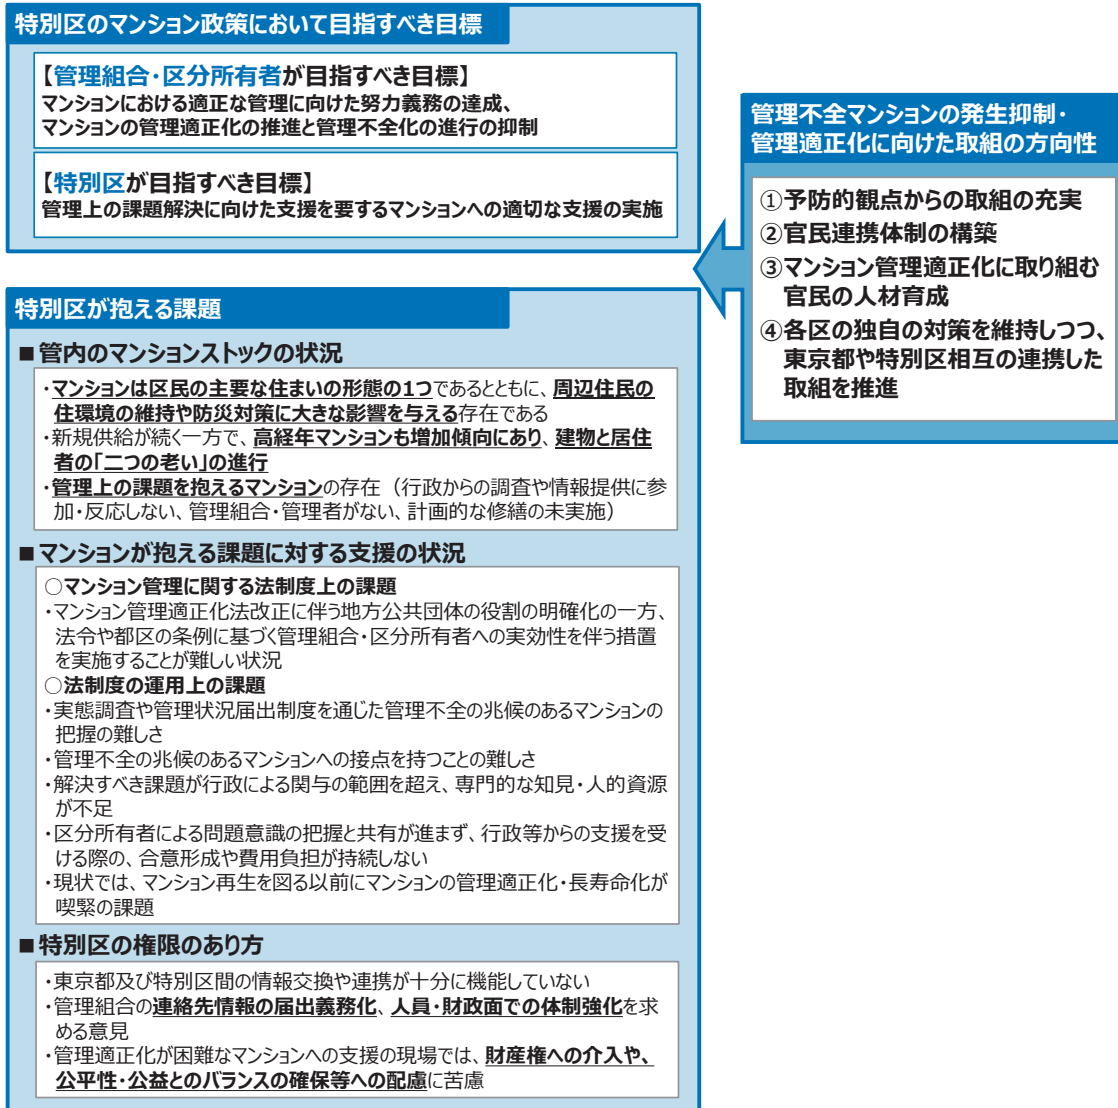 特別区のマンション政策において目指すべき目標
【管理組合・区分所有者が目指すべき目標】
マンションにおける適正な管理に向けた努力義務の達成、
マンションの管理適正化の推進と管理不全化の進行の抑制
【特別区が目指すべき目標】
管理上の課題解決に向けた支援を要するマンションへの適切な支援の実施
特別区が抱える課題
■管内のマンションストックの状況
・マンションは区民の主要な住まいの形態の1つであるとともに、周辺住民の
住環境の維持や防災対策に大きな影響を与える存在である
・新規供給が続く一方で、高経年マンションも増加傾向にあり、建物と居住
者の「二つの老い」の進行
・管理上の課題を抱えるマンションの存在（行政からの調査や情報提供に参
加・反応しない、管理組合・管理者がない、計画的な修繕の未実施）
■マンションが抱える課題に対する支援の状況
○マンション管理に関する法制度上の課題
・マンション管理適正化法改正に伴う地方公共団体の役割の明確化の一方、
法令や都区の条例に基づく管理組合・区分所有者への実効性を伴う措置
を実施することが難しい状況
○法制度の運用上の課題
・実態調査や管理状況届出制度を通じた管理不全の兆候のあるマンションの
把握の難しさ
・管理不全の兆候のあるマンションへの接点を持つことの難しさ
・解決すべき課題が行政による関与の範囲を超え、専門的な知見・人的資源
が不足
・区分所有者による問題意識の把握と共有が進まず、行政等からの支援を受
ける際の、合意形成や費用負担が持続しない
・現状では、マンション再生を図る以前にマンションの管理適正化・長寿命化が
喫緊の課題
■特別区の権限のあり方
・東京都及び特別区間の情報交換や連携が十分に機能していない
・管理組合の連絡先情報の届出義務化、人員・財政面での体制強化を求
める意見
・管理適正化が困難なマンションへの支援の現場では、財産権への介入や、
公平性・公益とのバランスの確保等への配慮に苦慮
管理不全マンションの発生抑制・
管理適正化に向けた取組の方向性
①予防的観点からの取組の充実
②官民連携体制の構築
③マンション管理適正化に取り組む
官民の人材育成
④各区の独自の対策を維持しつつ、
東京都や特別区相互の連携した
取組を推進